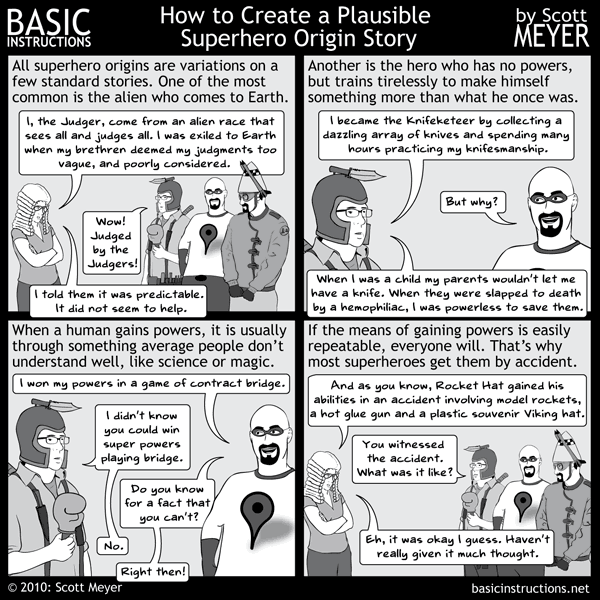 BASIC
INSTRUCTIONS
How to Create a Plausible
Superhero Origin Story
by Scott
MEYER
All superhero origins are variations on a
few standard stories. One of the most
common is the alien who comes to Earth.
I, the Judger, come from an alien race that
sees all and judges all. I was exiled to Earth
when my brethren deemed my judgments too
vague, and poorly considered.
Wow!
Judged
by the
Judgers!
I told them it was predictable.
It did not seem to help.
Another is the hero who has no powers,
but trains tirelessly to make himself
something more than what he once was.
I became the Knifeketeer by collecting a
dazzling array of knives and spending many
hours practicing my knifesmanship.
But why?
When I was a child my parents wouldn't let me
have a knife. When they were slapped to death
by a hemophiliac, I was powerless to save them.
When a human gains powers, it is usually
through something average people don't
understand well, like science or magic.
I won my powers in a game of contract bridge.
I didn't know
you could win
super powers
playing bridge.
Do you know
for a fact that
you can't?
No.
Right then!
If the means of gaining powers is easily
repeatable, everyone will. That's why
most superheroes get them by accident.
And as you know, Rocket Hat gained his
abilities in an accident involving model rockets,
a hot glue gun and a plastic souvenir Viking hat.
You witnessed
the accident.
What was it like?
Eh, it was okay I guess. Haven't
really given it much thought.
© 2010: Scott Meyer
basicinstructions.net